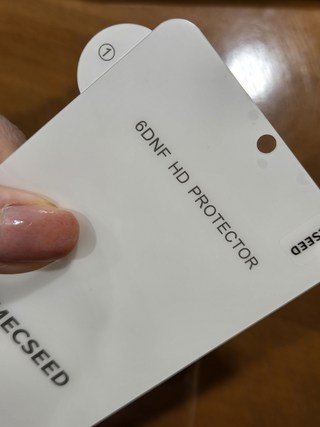 ①
6DNF HD PROTECTOR
MECSEED
SEED